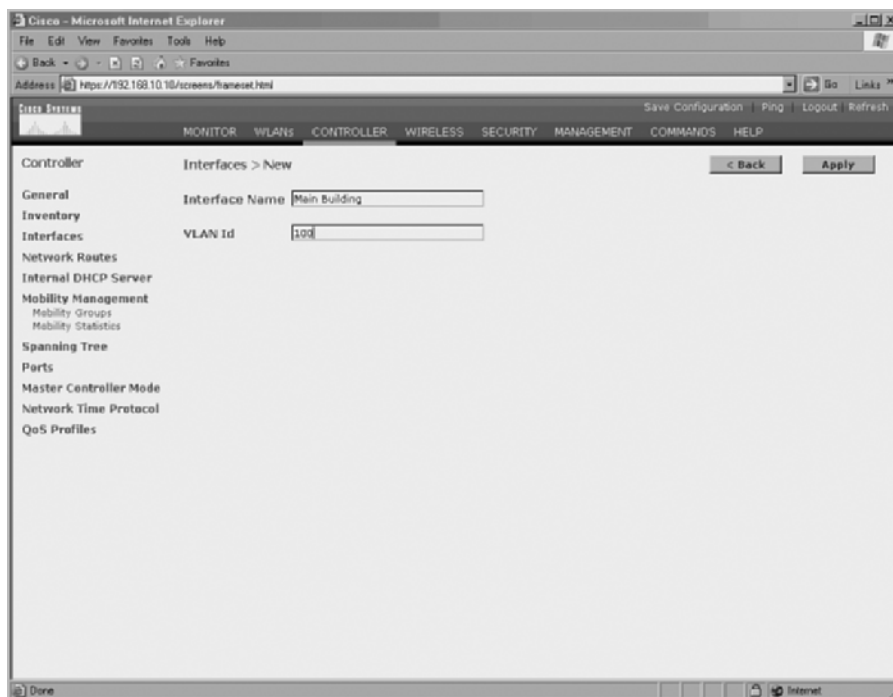 Cisco - Microsoft Internet Explorer
File Edit View Favorites Tools Help
Back Favorites
Address https://192.168.10.10/screens/frameset.html Go Links »
CISCO SYSTEMS
Save Configuration | Ping | Logout | Refresh
MONITOR WLANs CONTROLLER WIRELESS SECURITY MANAGEMENT COMMANDS HELP
Controller
General
Inventory
Interfaces
Network Routes
Internal DHCP Server
Mobility Management
Mobility Groups
Mobility Statistics
Spanning Tree
Ports
Master Controller Mode
Network Time Protocol
QoS Profiles
Interfaces > New
< Back Apply
Interface Name Main Building
VLAN Id 100
Done Internet